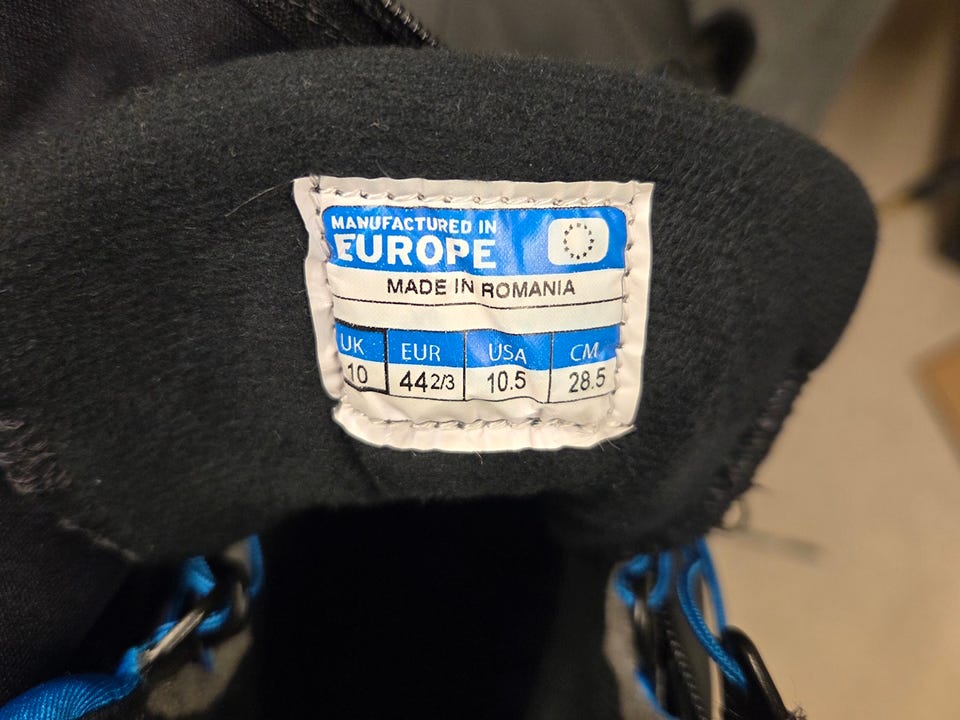 MANUFACTURED IN
EUROPE
MADE IN ROMANIA
UK EUR USA CM
10 44 2/3 10.5 28.5